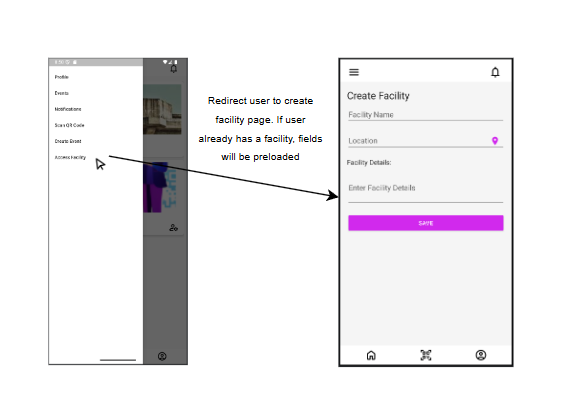 Profile
Events
Notifications
Scan QR Code
Create Event
Access Facility
Redirect user to create
facility page. If user
already has a facility, fields
will be preloaded
Create Facility
Facility Name
Location
Facility Details:
Enter Facility Details
SAVE